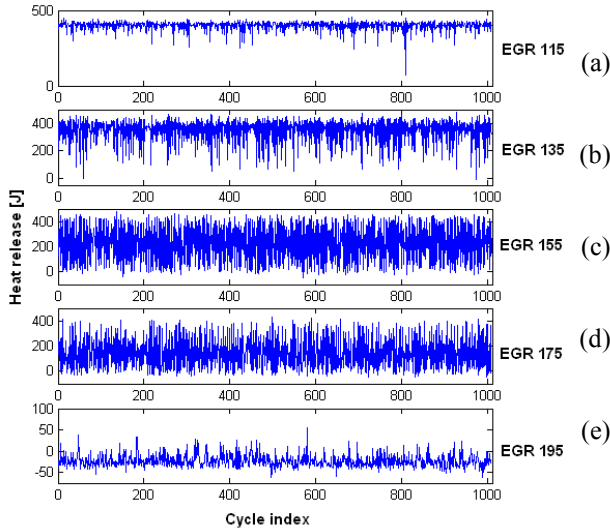 500
0
0 200 400 600 800 1000
EGR 115
(a)
400
200
0
0 200 400 600 800 1000
EGR 135
(b)
400
200
0
0 200 400 600 800 1000
EGR 155
(c)
400
200
0
0 200 400 600 800 1000
EGR 175
(d)
100
50
0
-50
0 200 400 600 800 1000
EGR 195
(e)
Heat release [J]
Cycle index